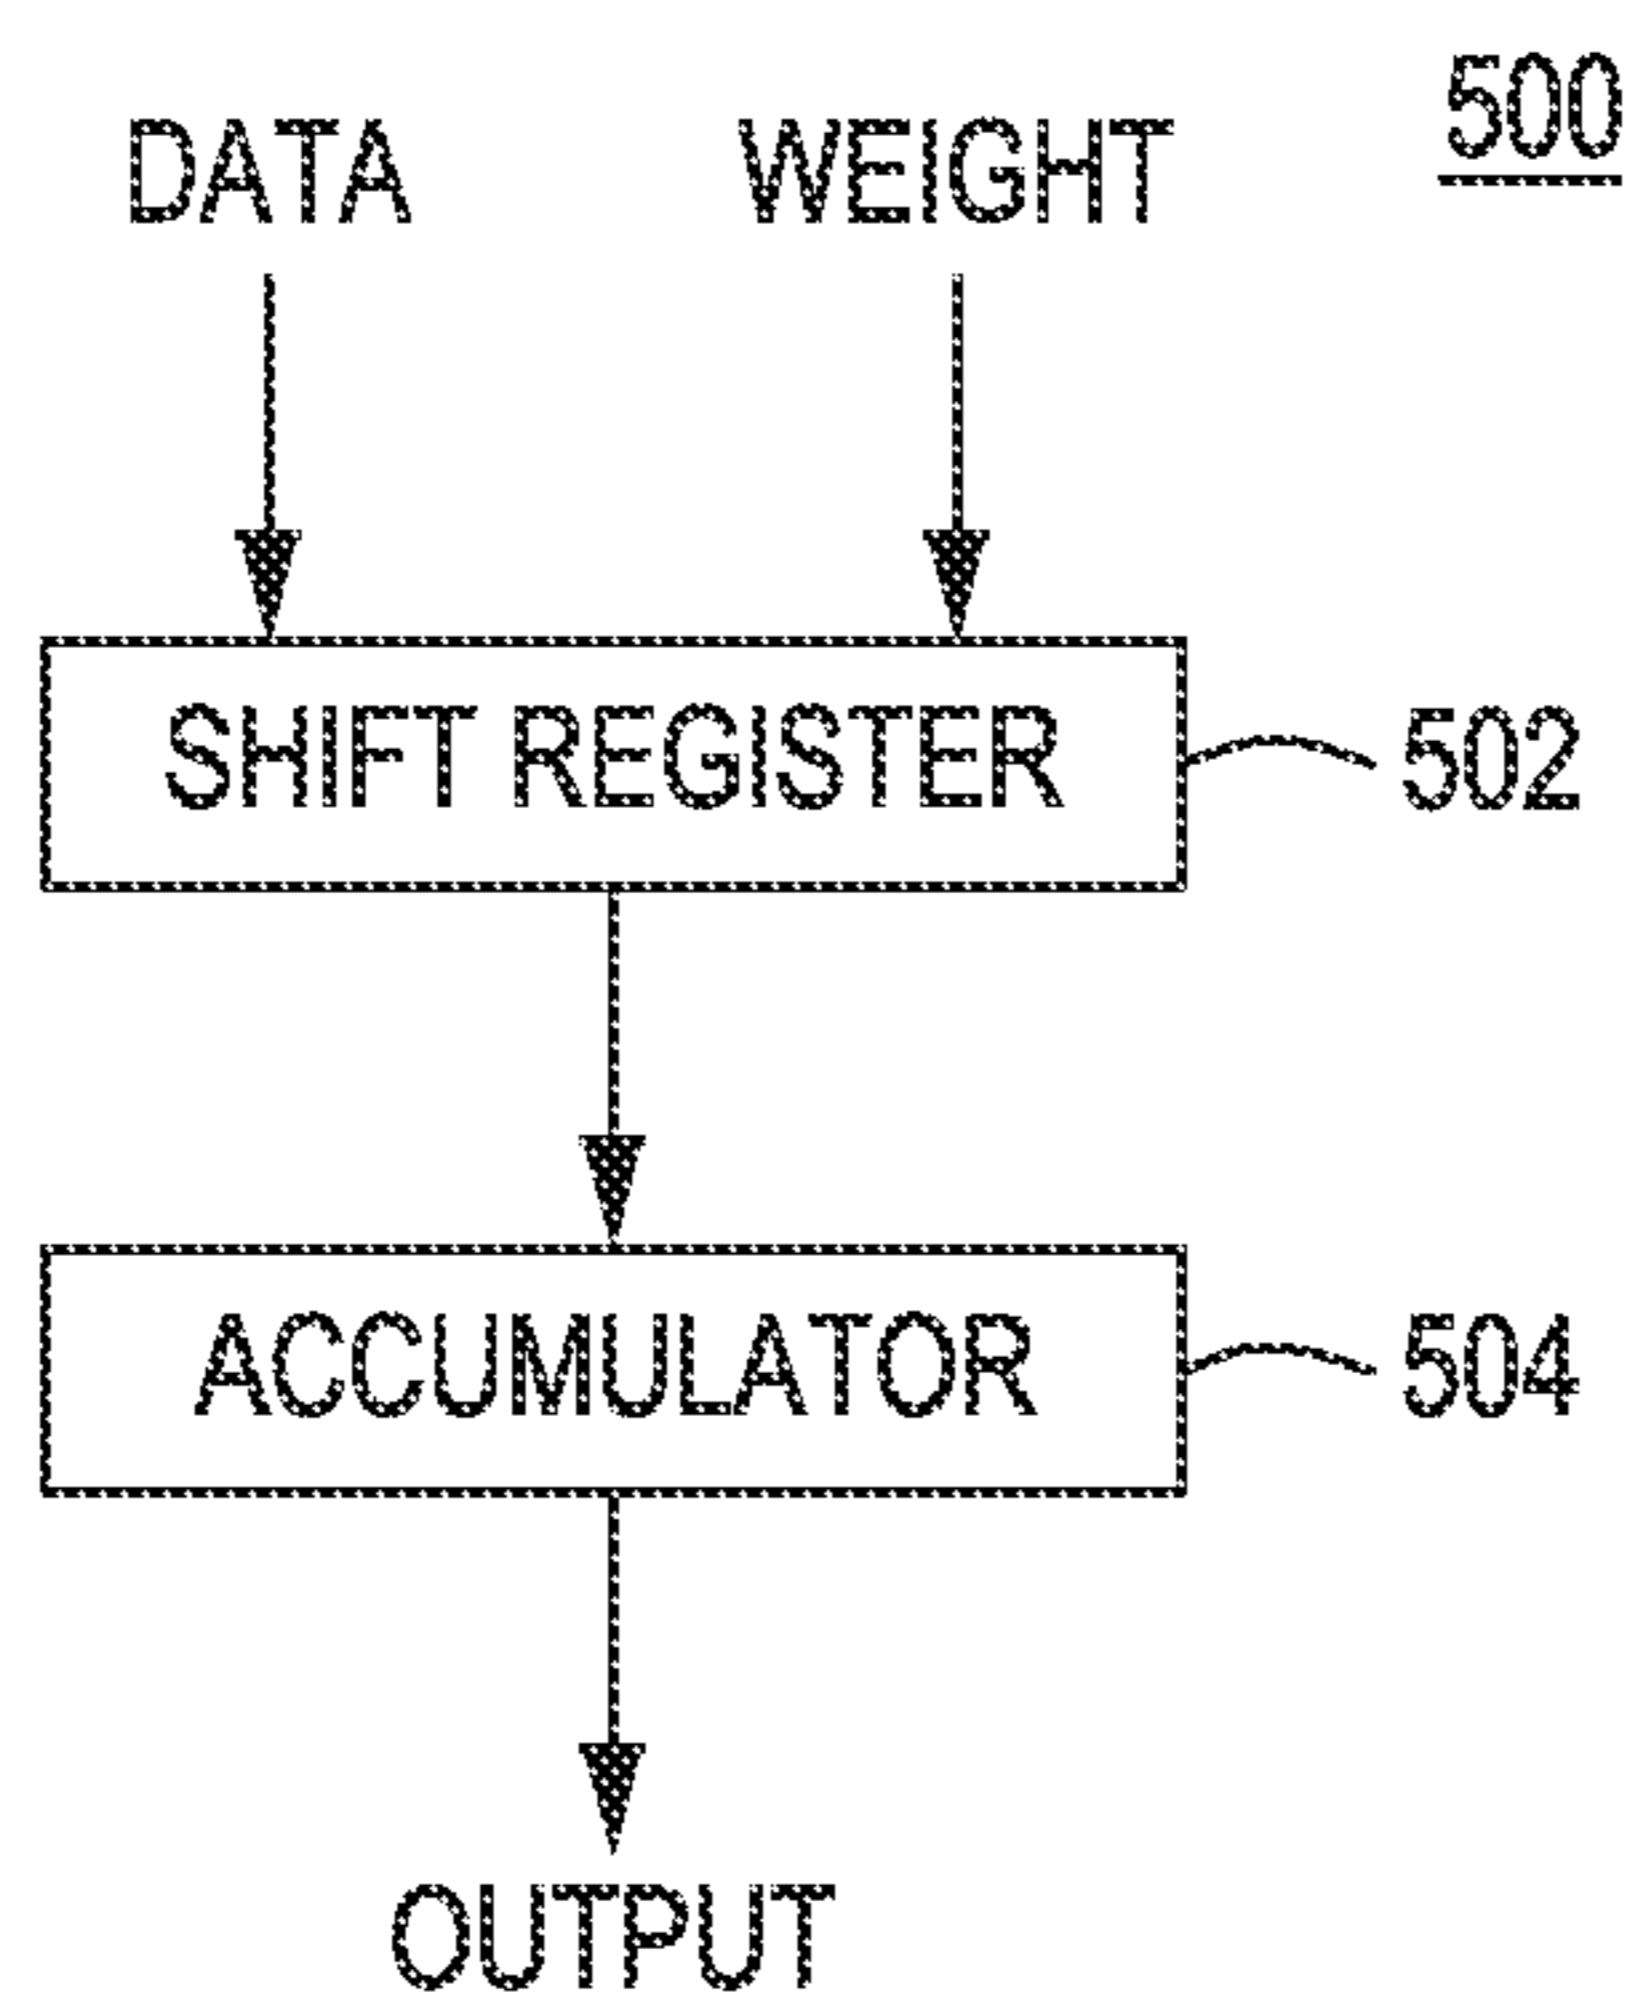 500
DATA WEIGHT
SHIFT REGISTER 502
ACCUMULATOR 504
OUTPUT